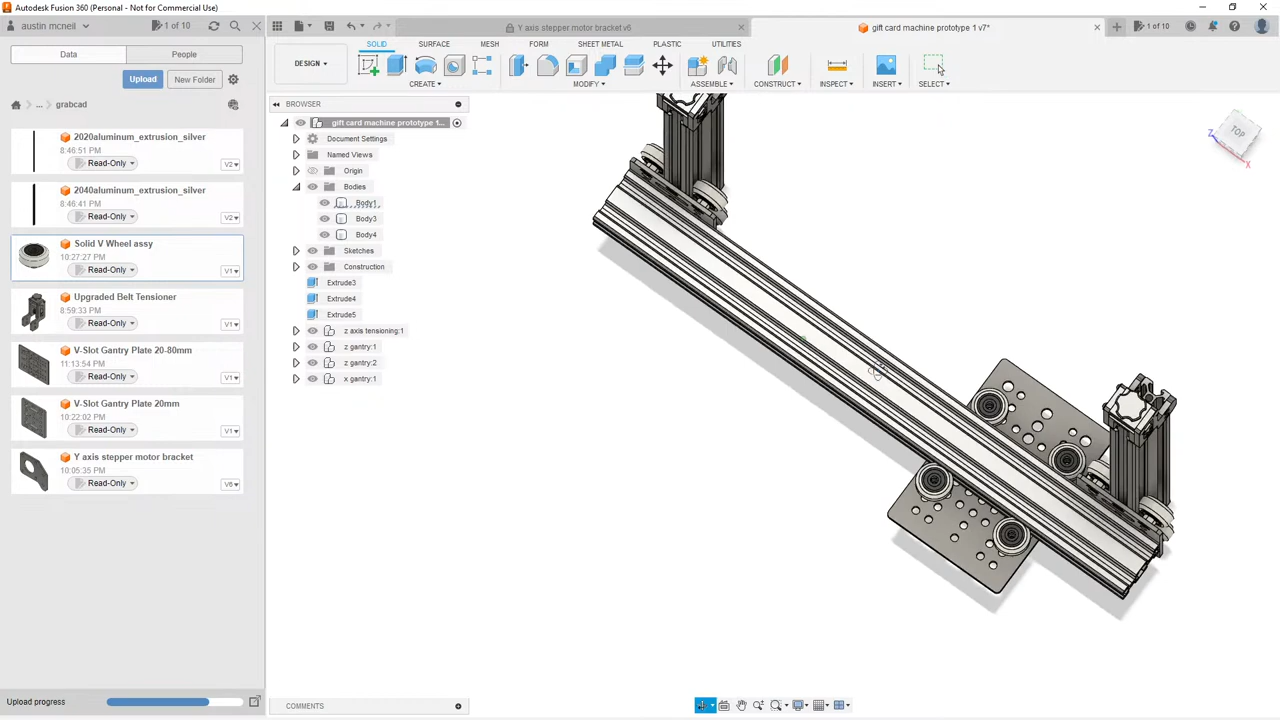 Autodesk Fusion 360 (Personal - Not for Commercial Use)
austin mcneil
1 of 10
Y axis stepper motor bracket v6
gift card machine prototype 1 v7*
1 of 10
Data
People
SOLID
SURFACE
MESH
FORM
SHEET METAL
PLASTIC
UTILITIES
DESIGN
Upload
New Folder
CREATE
MODIFY
ASSEMBLE
CONSTRUCT
INSPECT
INSERT
SELECT
... grabcad
BROWSER
gift card machine prototype 1...
Document Settings
Named Views
Origin
Bodies
Body1
Body3
Body4
Sketches
Construction
Extrude3
Extrude4
Extrude5
z axis tensioning:1
z gantry:1
z gantry:2
x gantry:1
2020aluminum_extrusion_silver
8:46:51 PM
Read-Only
V2
2040aluminum_extrusion_silver
8:46:41 PM
Read-Only
V2
Solid V Wheel assy
10:27:27 PM
Read-Only
V1
Upgraded Belt Tensioner
8:59:33 PM
Read-Only
V1
V-Slot Gantry Plate 20-80mm
11:13:54 PM
Read-Only
V1
V-Slot Gantry Plate 20mm
10:22:02 PM
Read-Only
V1
Y axis stepper motor bracket
10:05:35 PM
Read-Only
V6
TOP
Z
X
Upload progress
COMMENTS